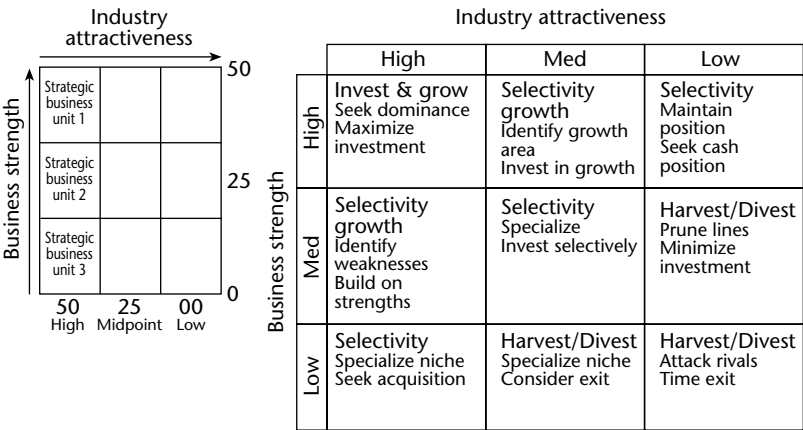 Industry
attractiveness
Business strength
Strategic
business
unit 1
Strategic
business
unit 2
Strategic
business
unit 3
50
25
0
50 25 00
High Midpoint Low
Industry attractiveness
High Med Low
Business strength
High
Invest & grow
Seek dominance
Maximize
investment
Selectivity
growth
Identify growth
area
Invest in growth
Selectivity
Maintain
position
Seek cash
position
Med
Selectivity
growth
Identify
weaknesses
Build on
strengths
Selectivity
Specialize
Invest selectively
Harvest/Divest
Prune lines
Minimize
investment
Low
Selectivity
Specialize niche
Seek acquisition
Harvest/Divest
Specialize niche
Consider exit
Harvest/Divest
Attack rivals
Time exit